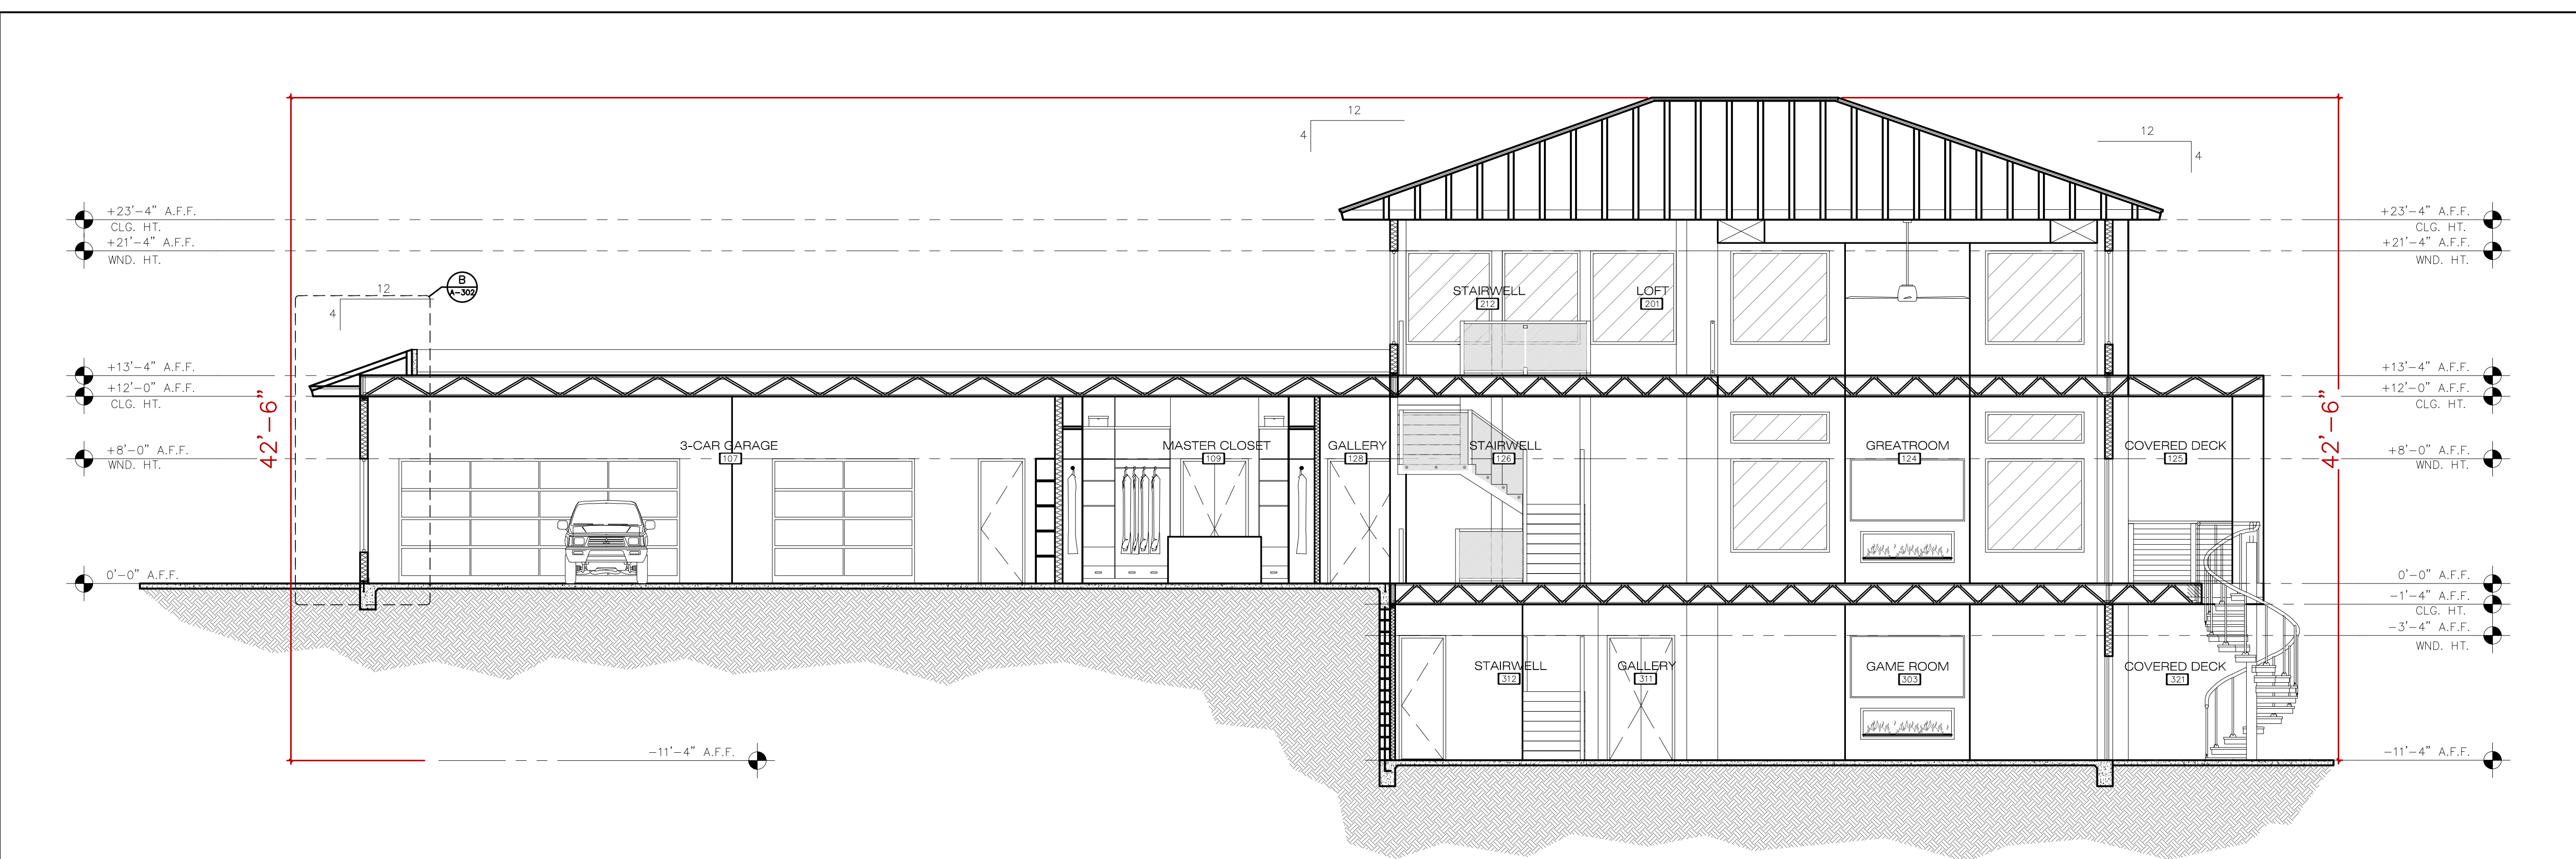 12
4
12
4
+23'-4" A.F.F.
CLG. HT.
+21'-4" A.F.F.
WND. HT.
+23'-4" A.F.F.
CLG. HT.
+21'-4" A.F.F.
WND. HT.
B
A-302
12
4
STAIRWELL
212
LOFT
201
+13'-4" A.F.F.
+12'-0" A.F.F.
CLG. HT.
+8'-0" A.F.F.
WND. HT.
0'-0" A.F.F.
42'-6"
3-CAR GARAGE
107
MASTER CLOSET
109
GALLERY
128
STAIRWELL
126
GREATROOM
124
COVERED DECK
125
42'-6"
+13'-4" A.F.F.
+12'-0" A.F.F.
CLG. HT.
+8'-0" A.F.F.
WND. HT.
0'-0" A.F.F.
-1'-4" A.F.F.
CLG. HT.
-3'-4" A.F.F.
WND. HT.
STAIRWELL
312
GALLERY
311
GAME ROOM
303
COVERED DECK
321
-11'-4" A.F.F.
-11'-4" A.F.F.